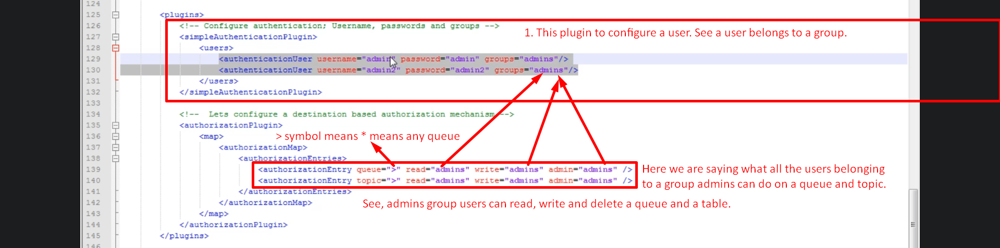 124
125 <plugins>
126 <!-- Configure authentication; Username, passwords and groups -->
1. This plugin to configure a user. See a user belongs to a group.
127 <simpleAuthenticationPlugin>
128 <users>
129 <authenticationUser username="admin" password="admin" groups="admins"/>
130 <authenticationUser username="admin2" password="admin2" groups="admins"/>
131 </users>
132 </simpleAuthenticationPlugin>
133
134 <!-- Lets configure a destination based authorization mechanism -->
135 <authorizationPlugin>
136 <map>
> symbol means * means any queue
137 <authorizationMap>
138 <authorizationEntries>
139 <authorizationEntry queue=">" read="admins" write="admins" admin="admins" />
140 <authorizationEntry topic=">" read="admins" write="admins" admin="admins" />
Here we are saying what all the users belonging
to a group admins can do on a queue and topic.
141 </authorizationEntries>
142 </authorizationMap>
See, admins group users can read, write and delete a queue and a table.
143 </map>
144 </authorizationPlugin>
145 </plugins>
146